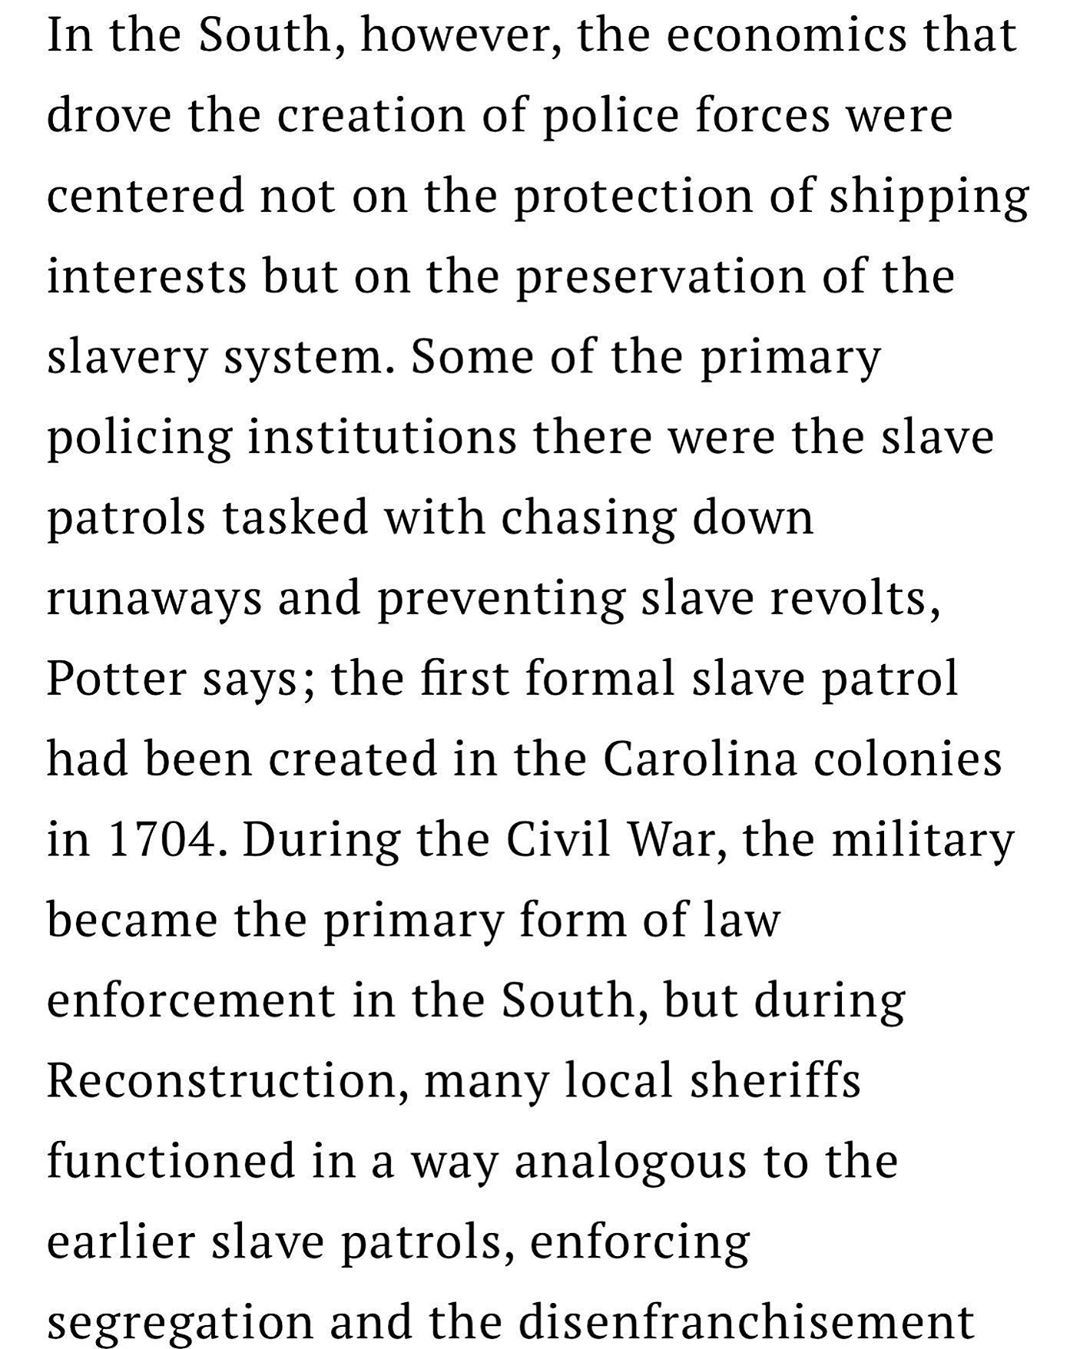 In the South, however, the economics that
drove the creation of police forces were
centered not on the protection of shipping
interests but on the preservation of the
slavery system. Some of the primary
policing institutions there were the slave
patrols tasked with chasing down
runaways and preventing slave revolts,
Potter says; the first formal slave patrol
had been created in the Carolina colonies
in 1704. During the Civil War, the military
became the primary form of law
enforcement in the South, but during
Reconstruction, many local sheriffs
functioned in a way analogous to the
earlier slave patrols, enforcing
segregation and the disenfranchisement